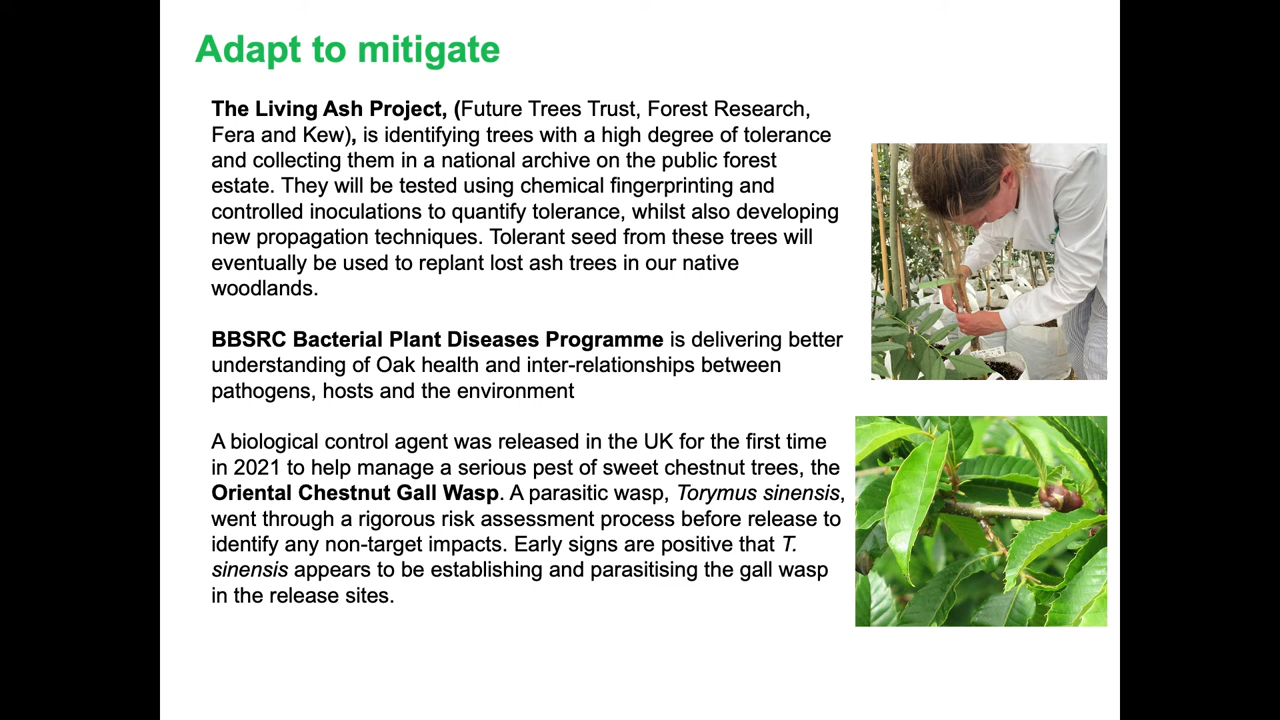 Adapt to mitigate
The Living Ash Project, (Future Trees Trust, Forest Research,
Fera and Kew), is identifying trees with a high degree of tolerance
and collecting them in a national archive on the public forest
estate. They will be tested using chemical fingerprinting and
controlled inoculations to quantify tolerance, whilst also developing
new propagation techniques. Tolerant seed from these trees will
eventually be used to replant lost ash trees in our native
woodlands.
BBSRC Bacterial Plant Diseases Programme is delivering better
understanding of Oak health and inter-relationships between
pathogens, hosts and the environment
A biological control agent was released in the UK for the first time
in 2021 to help manage a serious pest of sweet chestnut trees, the
Oriental Chestnut Gall Wasp. A parasitic wasp, Torymus sinensis,
went through a rigorous risk assessment process before release to
identify any non-target impacts. Early signs are positive that T.
sinensis appears to be establishing and parasitising the gall wasp
in the release sites.